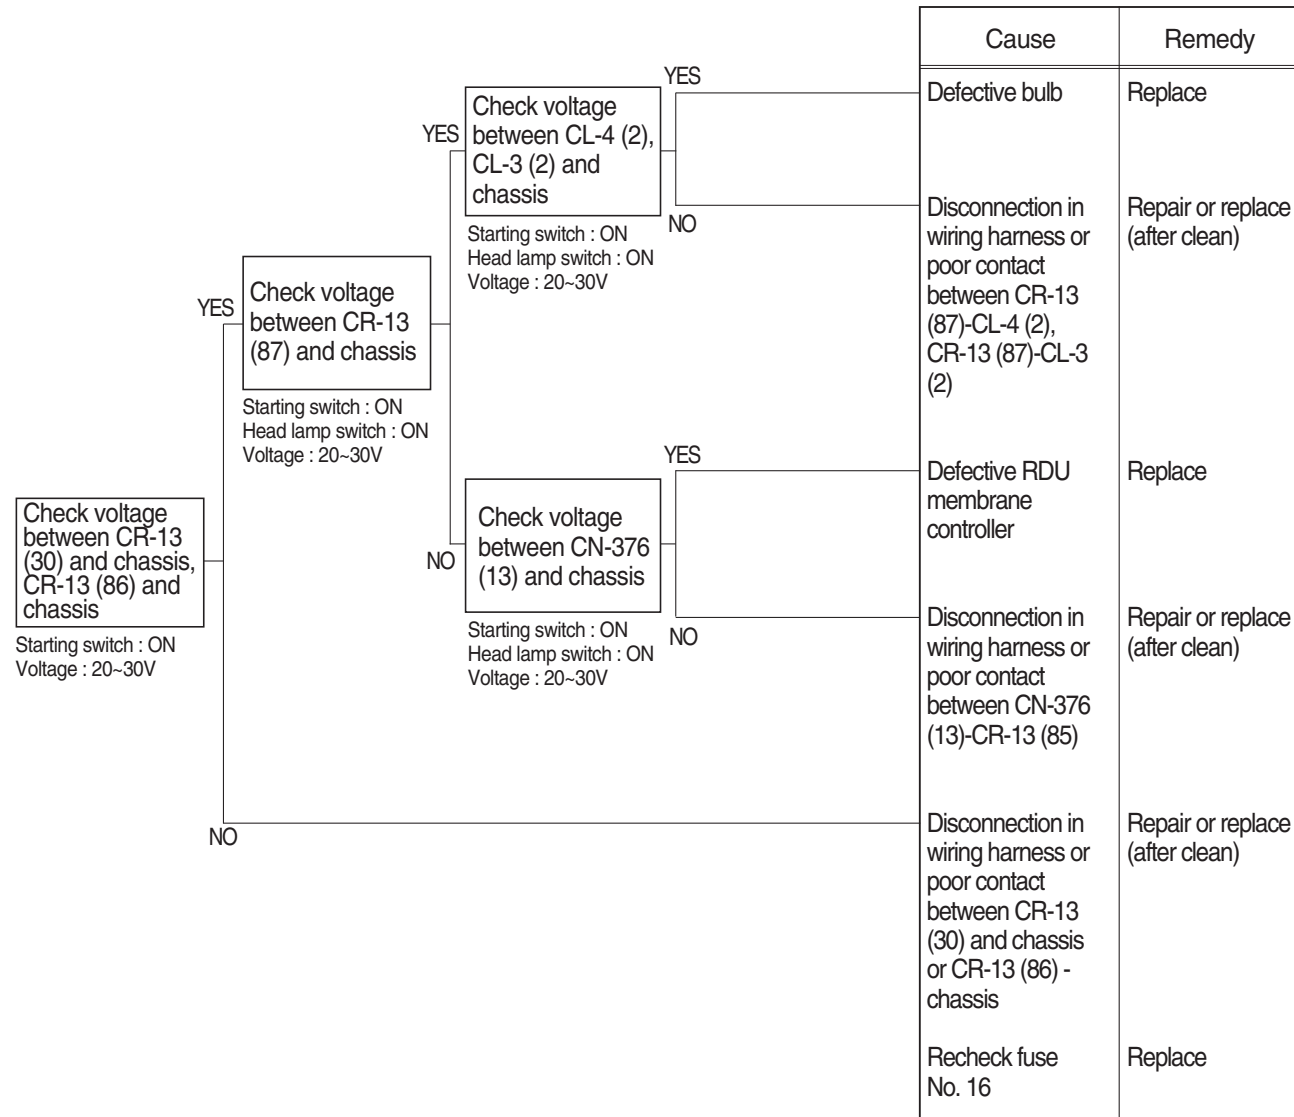 Cause
Remedy
YES
Check voltage
between CL-4 (2),
CL-3 (2) and
chassis
YES
NO
Starting switch : ON
Head lamp switch : ON
Voltage : 20~30V
Defective bulb
Replace
Disconnection in
wiring harness or
poor contact
between CR-13
(87)-CL-4 (2),
CR-13 (87)-CL-3
(2)
Repair or replace
(after clean)
YES
Check voltage
between CR-13
(87) and chassis
Starting switch : ON
Head lamp switch : ON
Voltage : 20~30V
YES
Check voltage
between CN-376
(13) and chassis
NO
NO
Starting switch : ON
Head lamp switch : ON
Voltage : 20~30V
Defective RDU
membrane
controller
Replace
Check voltage
between CR-13
(30) and chassis,
CR-13 (86) and
chassis
Starting switch : ON
Voltage : 20~30V
Disconnection in
wiring harness or
poor contact
between CN-376
(13)-CR-13 (85)
Repair or replace
(after clean)
NO
Disconnection in
wiring harness or
poor contact
between CR-13
(30) and chassis
or CR-13 (86) -
chassis
Repair or replace
(after clean)
Recheck fuse
No. 16
Replace